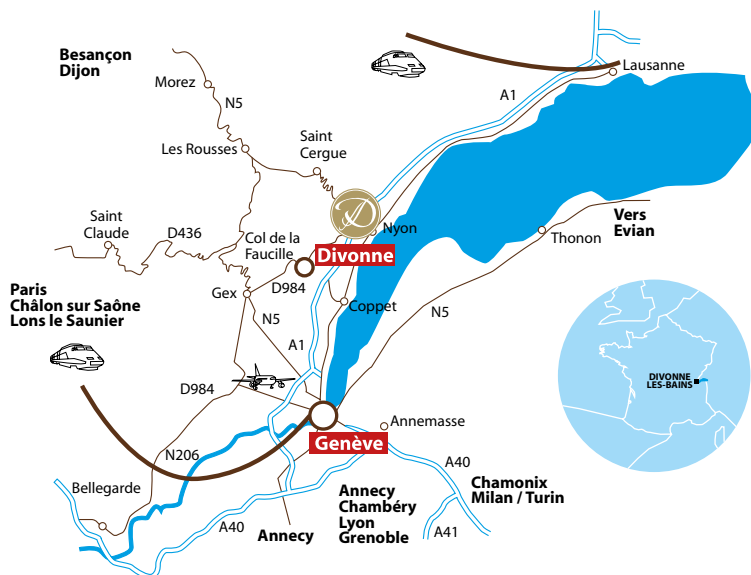 Besançon
Dijon
Morez
N5
Les Rousses
Saint
Cergue
A1
Lausanne
D
Nyon
Saint
Claude
D436
Col de la
Faucille
Divonne
Thonon
Vers
Evian
Paris
Châlon sur Saône
Lons le Saunier
Gex
D984
Coppet
N5
N5
A1
DIVONNE
LES-BAINS
D984
Genève
Annemasse
N206
Bellegarde
A40
Annecy
Annecy
Chambéry
Lyon
Grenoble
A40
Chamonix
Milan / Turin
A41